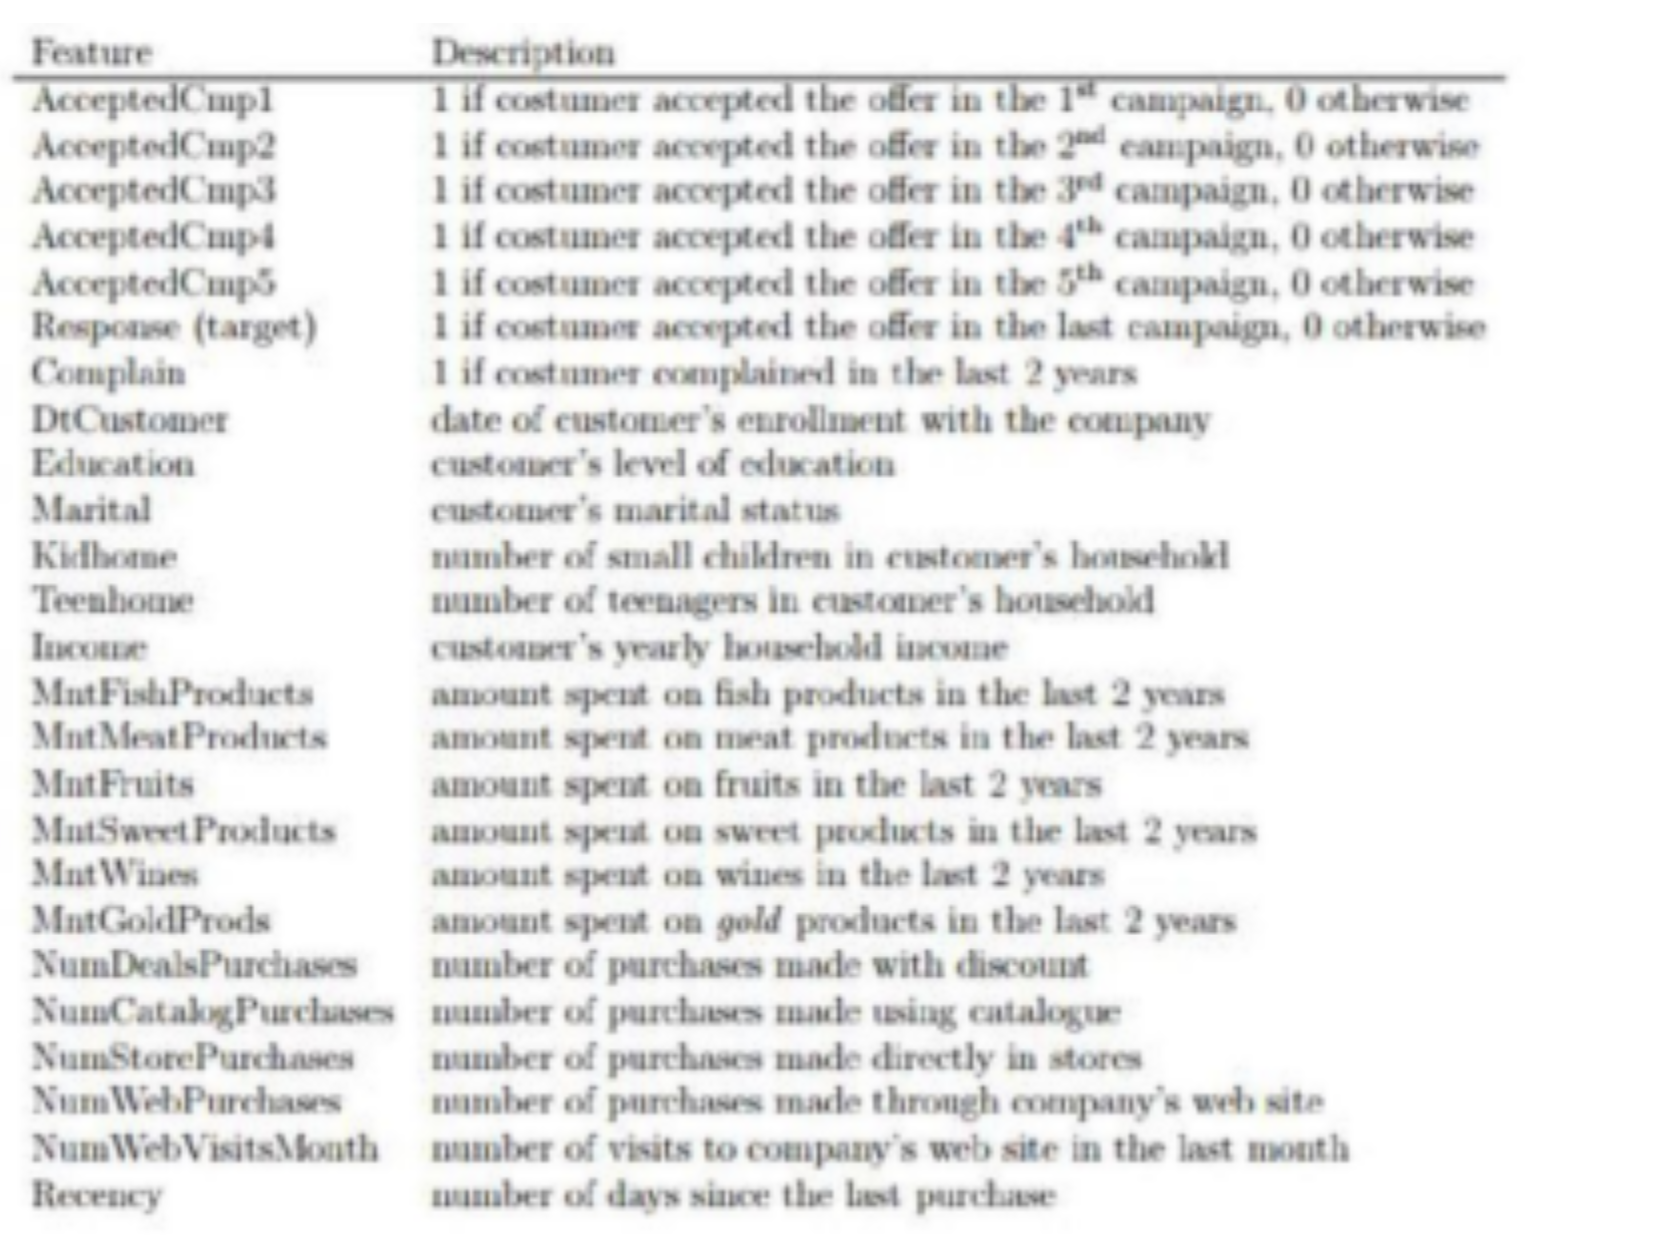 Feature Description
AcceptedCmp1 1 if costumer accepted the offer in the 1st campaign, 0 otherwise
AcceptedCmp2 1 if costumer accepted the offer in the 2nd campaign, 0 otherwise
AcceptedCmp3 1 if costumer accepted the offer in the 3rd campaign, 0 otherwise
AcceptedCmp4 1 if costumer accepted the offer in the 4th campaign, 0 otherwise
AcceptedCmp5 1 if costumer accepted the offer in the 5th campaign, 0 otherwise
Response (target) 1 if costumer accepted the offer in the last campaign, 0 otherwise
Complain 1 if costumer complained in the last 2 years
DtCustomer date of customer's enrollment with the company
Education customer's level of education
Marital customer's marital status
Kidhome number of small children in customer's household
Teenhome number of teenagers in customer's household
Income customer's yearly household income
MntFishProducts amount spent on fish products in the last 2 years
MntMeatProducts amount spent on meat products in the last 2 years
MntFruits amount spent on fruits in the last 2 years
MntSweetProducts amount spent on sweet products in the last 2 years
MntWines amount spent on wines in the last 2 years
MntGoldProds amount spent on gold products in the last 2 years
NumDealsPurchases number of purchases made with discount
NumCatalogPurchases number of purchases made using catalogue
NumStorePurchases number of purchases made directly in stores
NumWebPurchases number of purchases made through company's web site
NumWebVisitsMonth number of visits to company's web site in the last month
Recency number of days since the last purchase